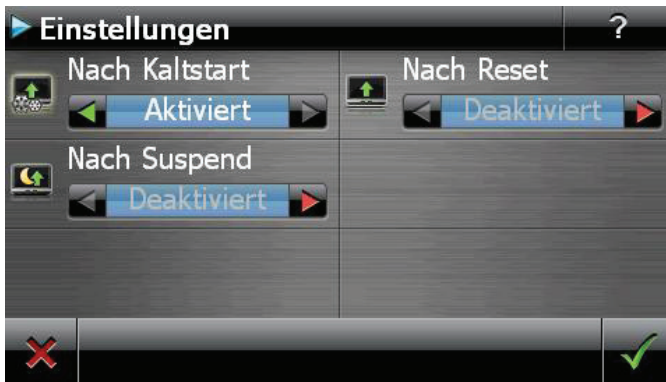 Einstellungen
?
Nach Kaltstart
Aktiviert
Nach Reset
Deaktiviert
Nach Suspend
Deaktiviert